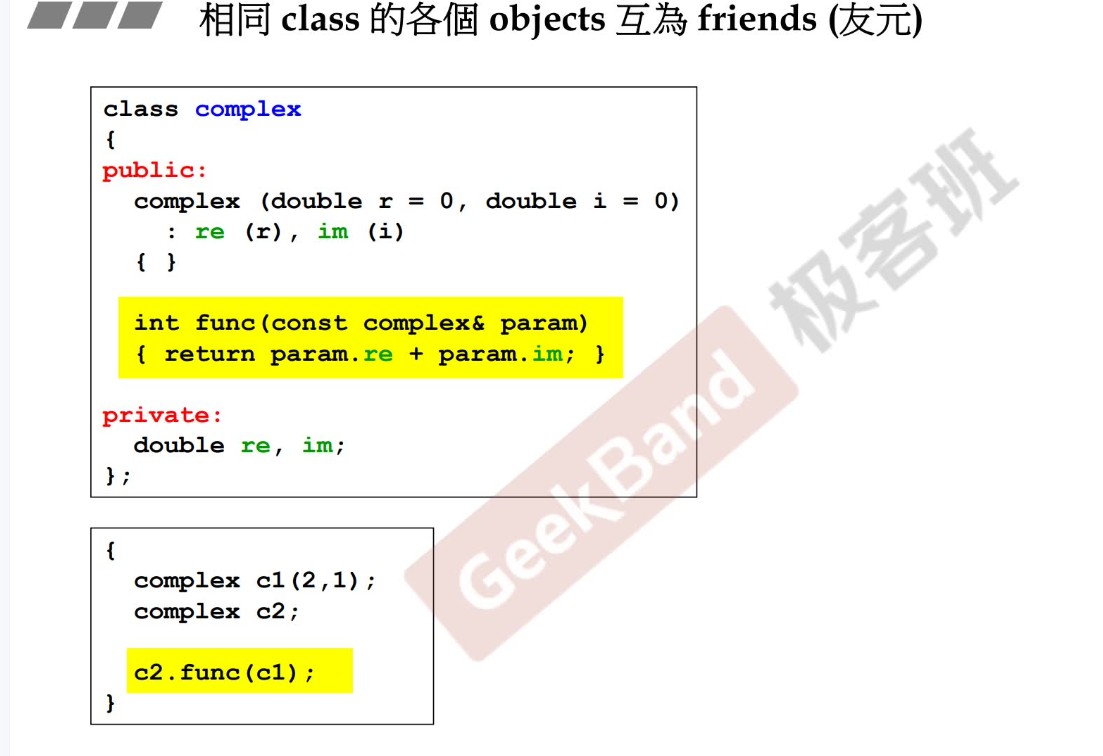 相同 class 的各個 objects 互為 friends (友元)
class complex
{
public:
  complex (double r = 0, double i = 0)
    : re (r), im (i)
  { }
  int func(const complex& param)
  { return param.re + param.im; }
private:
  double re, im;
};
{
  complex c1(2,1);
  complex c2;
  c2.func(c1);
}
GeekBand 极客班